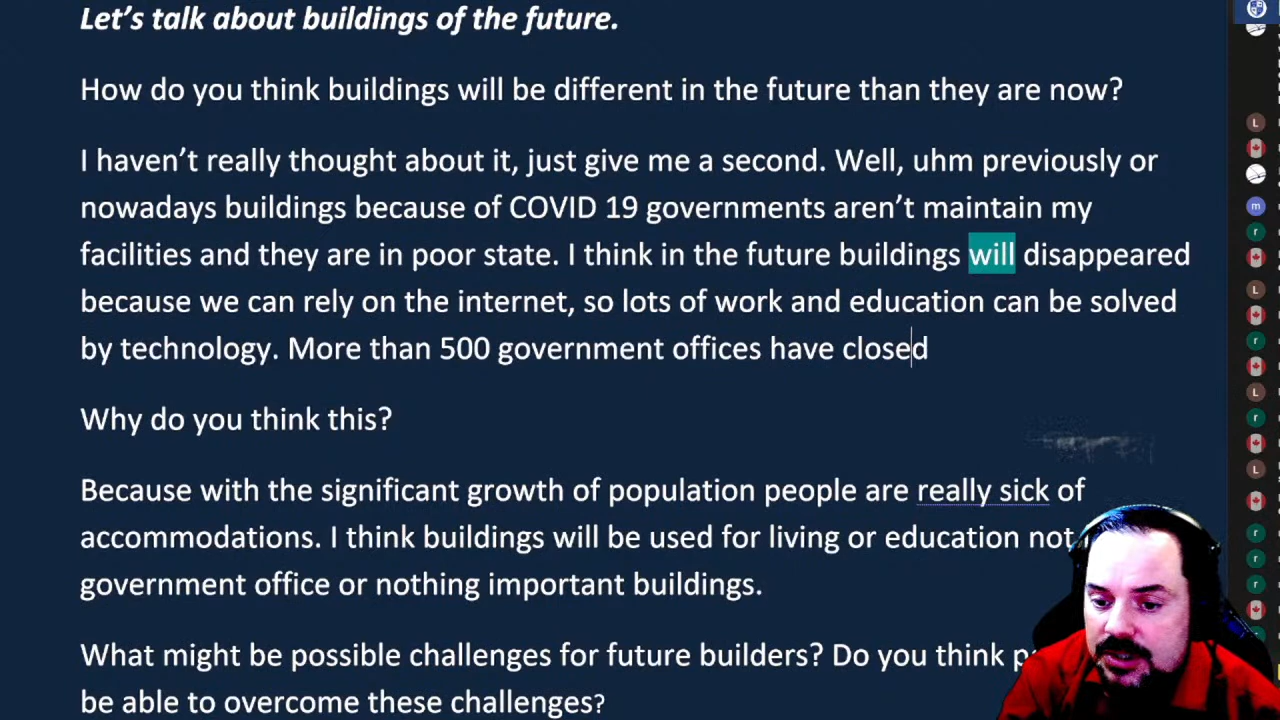 Let’s talk about buildings of the future.
How do you think buildings will be different in the future than they are now?
I haven’t really thought about it, just give me a second. Well, uhm previously or
nowadays buildings because of COVID 19 governments aren’t maintain my
facilities and they are in poor state. I think in the future buildings will disappeared
because we can rely on the internet, so lots of work and education can be solved
by technology. More than 500 government offices have closed
Why do you think this?
Because with the significant growth of population people are really sick of
accommodations. I think buildings will be used for living or education not
government office or nothing important buildings.
What might be possible challenges for future builders? Do you think
be able to overcome these challenges?
L
m
r
L
r
L
r
L
r
r
r